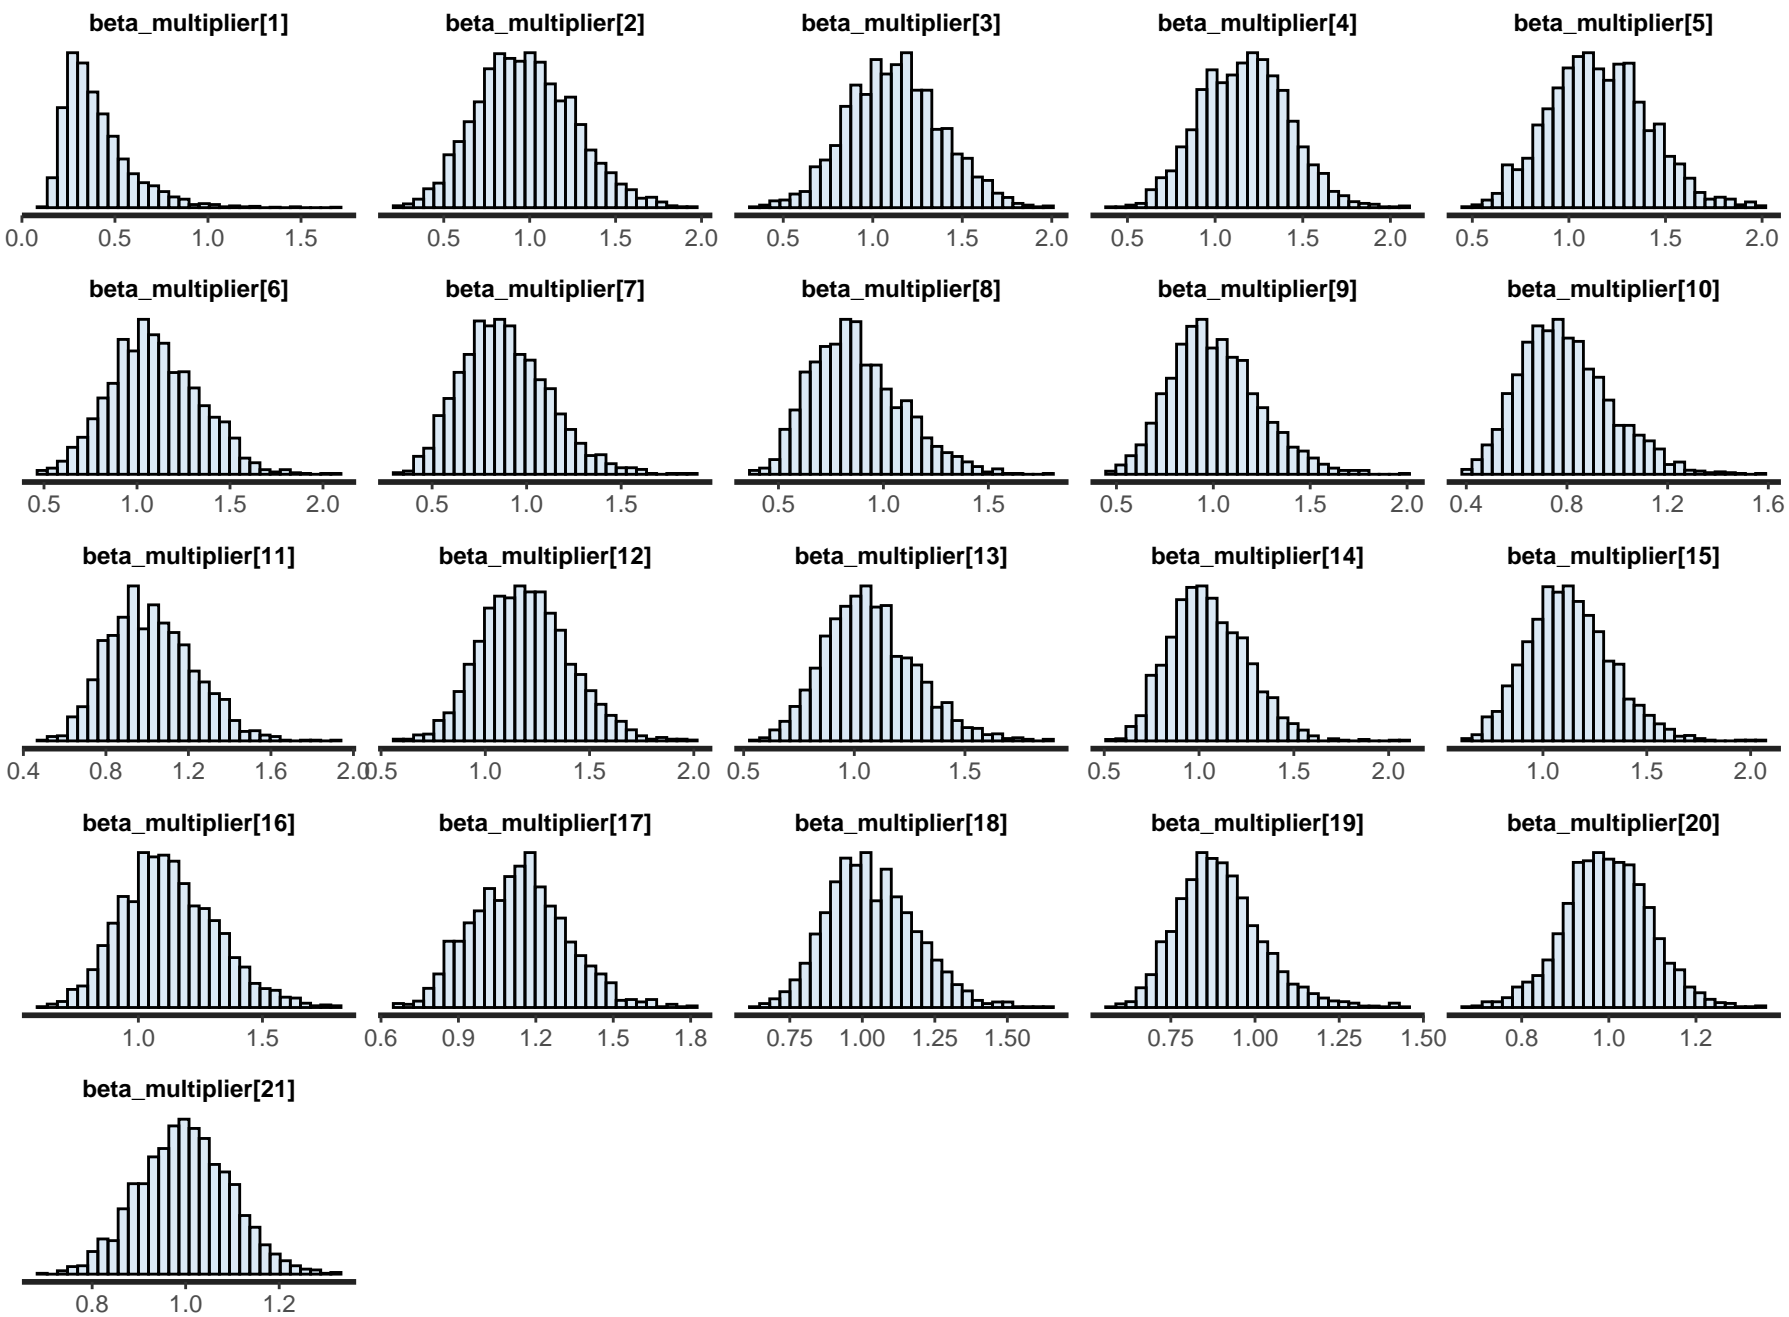 beta_multiplier[1] beta_multiplier[2] beta_multiplier[3] beta_multiplier[4] beta_multiplier[5]
0.0 0.5 1.0 1.5 0.5 1.0 1.5 2.0 0.5 1.0 1.5 2.0 0.5 1.0 1.5 2.0 0.5 1.0 1.5 2.0
beta_multiplier[6] beta_multiplier[7] beta_multiplier[8] beta_multiplier[9] beta_multiplier[10]
0.5 1.0 1.5 2.0 0.5 1.0 1.5 0.5 1.0 1.5 0.5 1.0 1.5 2.0 0.4 0.8 1.2 1.6
beta_multiplier[11] beta_multiplier[12] beta_multiplier[13] beta_multiplier[14] beta_multiplier[15]
0.4 0.8 1.2 1.6 2.0 0.5 1.0 1.5 2.0 0.5 1.0 1.5 0.5 1.0 1.5 2.0 1.0 1.5 2.0
beta_multiplier[16] beta_multiplier[17] beta_multiplier[18] beta_multiplier[19] beta_multiplier[20]
1.0 1.5 0.6 0.9 1.2 1.5 1.8 0.75 1.00 1.25 1.50 0.75 1.00 1.25 1.50 0.8 1.0 1.2
beta_multiplier[21]
0.8 1.0 1.2